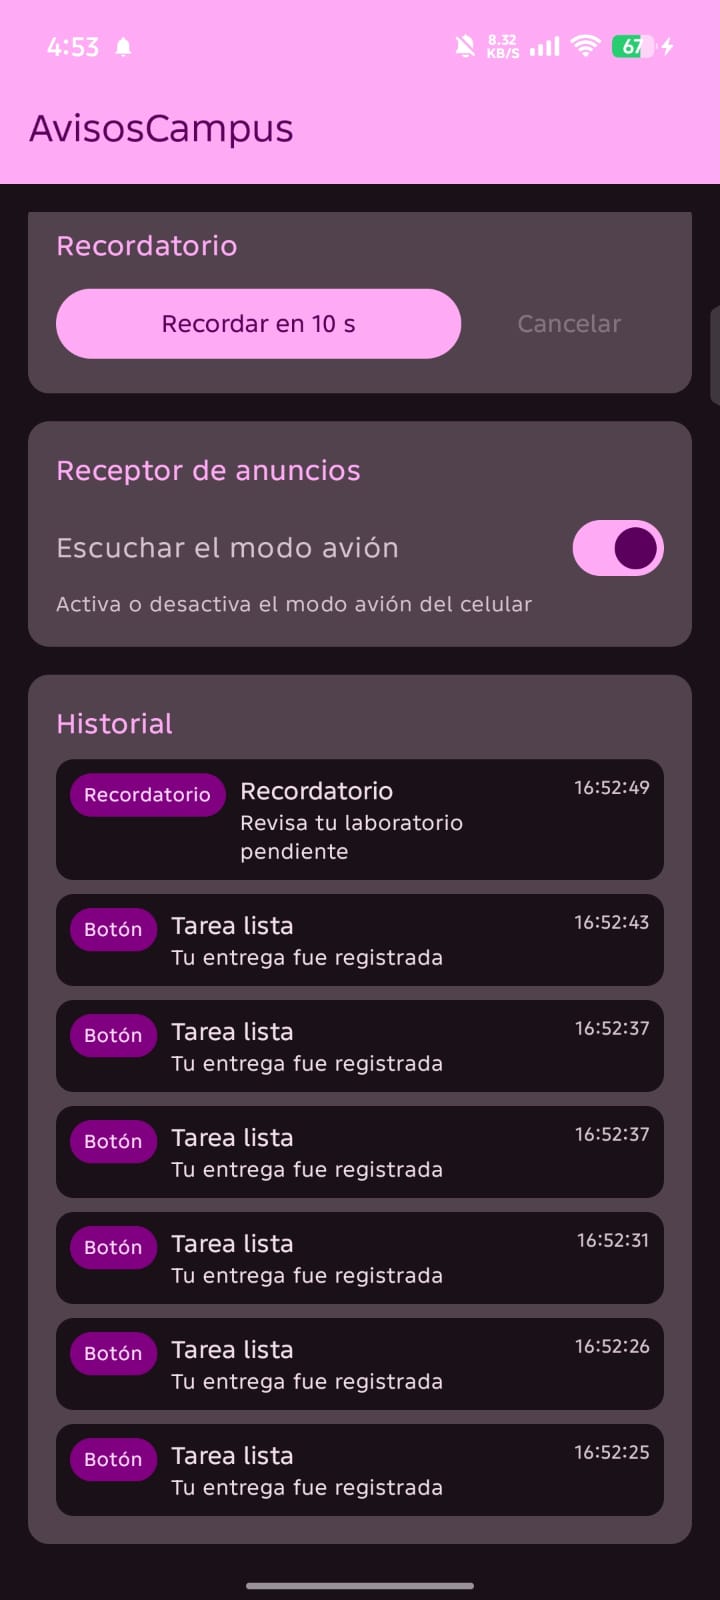 4:53
8.32
KB/S
67
AvisosCampus
Recordatorio
Recordar en 10 s
Cancelar
Receptor de anuncios
Escuchar el modo avión
Activa o desactiva el modo avión del celular
Historial
Recordatorio
Recordatorio
16:52:49
Revisa tu laboratorio
pendiente
Botón
Tarea lista
16:52:43
Tu entrega fue registrada
Botón
Tarea lista
16:52:37
Tu entrega fue registrada
Botón
Tarea lista
16:52:37
Tu entrega fue registrada
Botón
Tarea lista
16:52:31
Tu entrega fue registrada
Botón
Tarea lista
16:52:26
Tu entrega fue registrada
Botón
Tarea lista
16:52:25
Tu entrega fue registrada